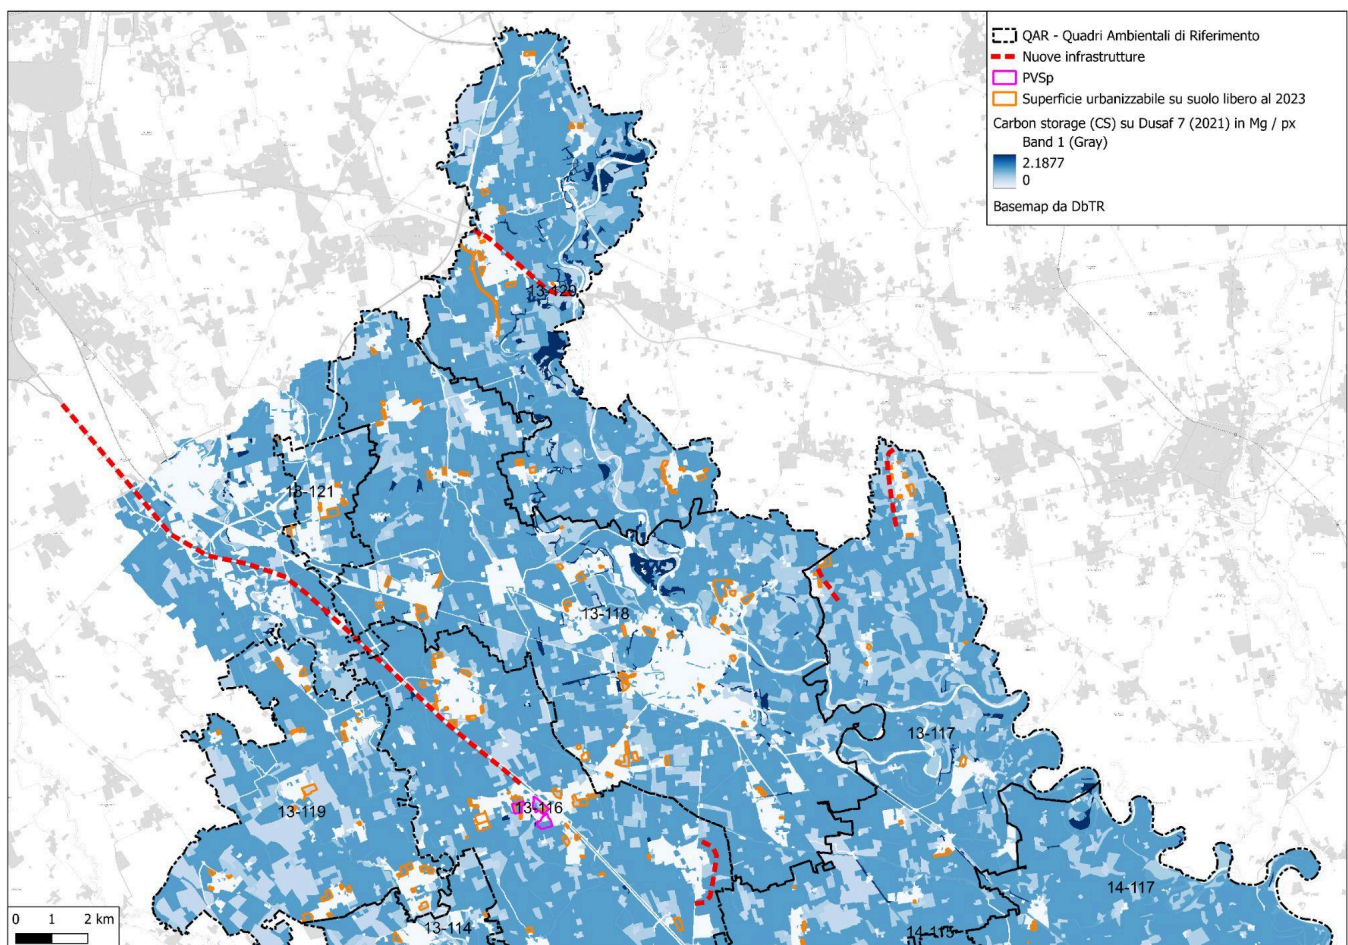 QAR - Quadri Ambientali di Riferimento
Nuove infrastrutture
PVSp
Superficie urbanizzabile su suolo libero al 2023
Carbon storage (CS) su Dusaf 7 (2021) in Mg / px
Band 1 (Gray)
2.1877
0
Basemap da DbTR
13-120
13-121
13-118
13-117
13-116
13-119
14-117
13-114
14-115
0 1 2 km